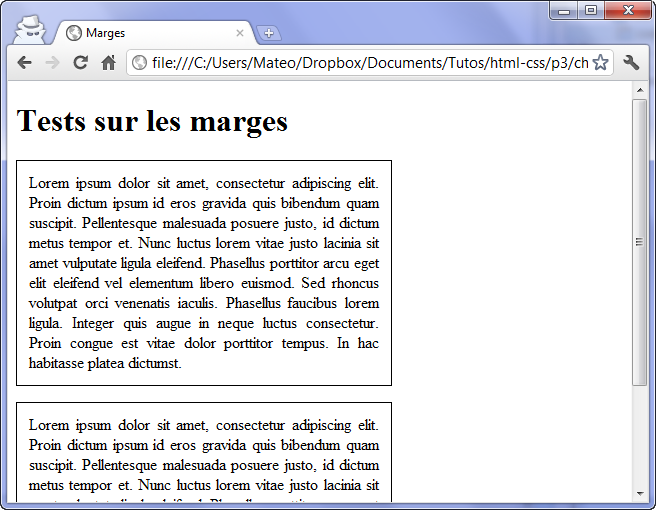 Marges
file:///C:/Users/Mateo/Dropbox/Documents/Tutos/html-css/p3/ch
Tests sur les marges
Lorem ipsum dolor sit amet, consectetur adipiscing elit.
Proin dictum ipsum id eros gravida quis bibendum quam
suscipit. Pellentesque malesuada posuere justo, id dictum
metus tempor et. Nunc luctus lorem vitae justo lacinia sit
amet vulputate ligula eleifend. Phasellus porttitor arcu eget
elit eleifend vel elementum libero euismod. Sed rhoncus
volutpat orci venenatis iaculis. Phasellus faucibus lorem
ligula. Integer quis augue in neque luctus consectetur.
Proin congue est vitae dolor porttitor tempus. In hac
habitasse platea dictumst.
Lorem ipsum dolor sit amet, consectetur adipiscing elit.
Proin dictum ipsum id eros gravida quis bibendum quam
suscipit. Pellentesque malesuada posuere justo, id dictum
metus tempor et. Nunc luctus lorem vitae justo lacinia sit